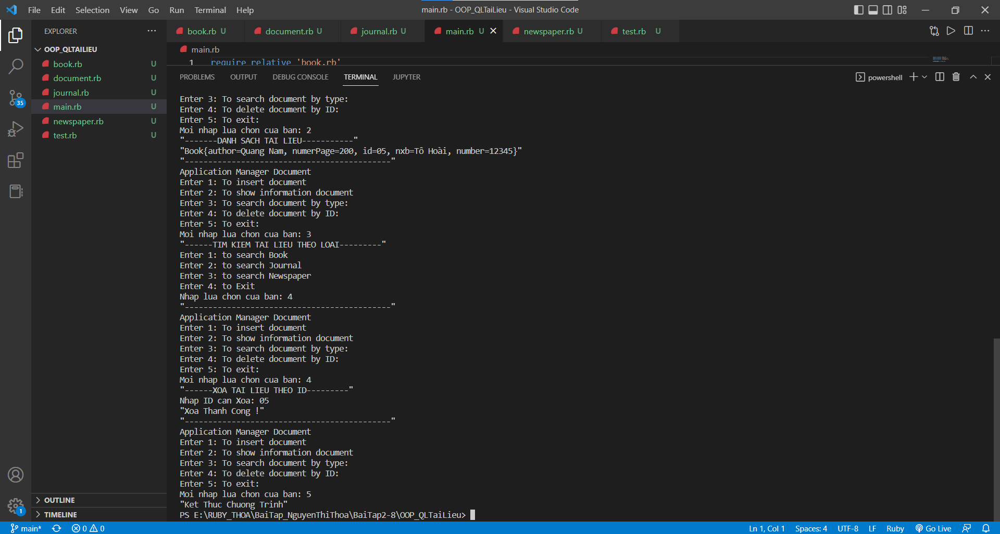 File Edit Selection View Go Run Terminal Help
main.rb - OOP_QLTaiLieu - Visual Studio Code
EXPLORER
OOP_QLTAILIEU
book.rb U
document.rb U
journal.rb U
main.rb U
newspaper.rb U
test.rb U
OUTLINE
TIMELINE
35
1
book.rb U document.rb U journal.rb U main.rb U newspaper.rb U test.rb U
main.rb
1 require_relative 'book.rb'
PROBLEMS OUTPUT DEBUG CONSOLE TERMINAL JUPYTER
powershell
Enter 3: To search document by type:
Enter 4: To delete document by ID:
Enter 5: To exit:
Moi nhap lua chon cua ban: 2
"-------DANH SACH TAI LIEU-----------"
"Book{author=Quang Nam, numerPage=200, id=05, nxb=Tô Hoài, number=12345}"
"--------------------------------------------"
Application Manager Document
Enter 1: To insert document
Enter 2: To show information document
Enter 3: To search document by type:
Enter 4: To delete document by ID:
Enter 5: To exit:
Moi nhap lua chon cua ban: 3
"------TIM KIEM TAI LIEU THEO LOAI---------"
Enter 1: to search Book
Enter 2: to search Journal
Enter 3: to search Newspaper
Enter 4: to Exit
Nhap lua chon cua ban: 4
"--------------------------------------------"
Application Manager Document
Enter 1: To insert document
Enter 2: To show information document
Enter 3: To search document by type:
Enter 4: To delete document by ID:
Enter 5: To exit:
Moi nhap lua chon cua ban: 4
"------XOA TAI LIEU THEO ID---------"
Nhap ID can Xoa: 05
"Xoa Thanh Cong !"
"--------------------------------------------"
Application Manager Document
Enter 1: To insert document
Enter 2: To show information document
Enter 3: To search document by type:
Enter 4: To delete document by ID:
Enter 5: To exit:
Moi nhap lua chon cua ban: 5
"Ket Thuc Chuong Trinh"
PS E:\RUBY_THOA\BaiTap_NguyenThiThoa\BaiTap2-8\OOP_QLTaiLieu>
main* 0 0
Ln 1, Col 1 Spaces: 4 UTF-8 LF Ruby Go Live